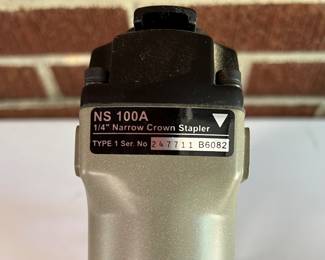 NS 100A
1/4" Narrow Crown Stapler
TYPE 1 Ser. No 247711 B6082